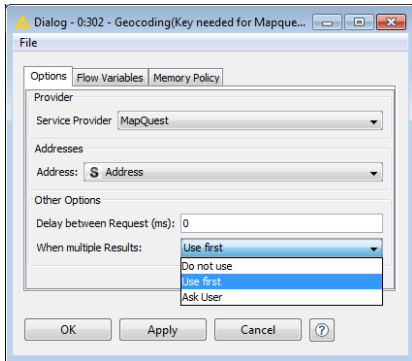 Dialog - 0:302 - Geocoding(Key needed for Mapque...
File
Options Flow Variables Memory Policy
Provider
Service Provider MapQuest
Addresses
Address: S Address
Other Options
Delay between Request (ms): 0
When multiple Results: Use first
Do not use
Use first
Ask User
OK Apply Cancel ?